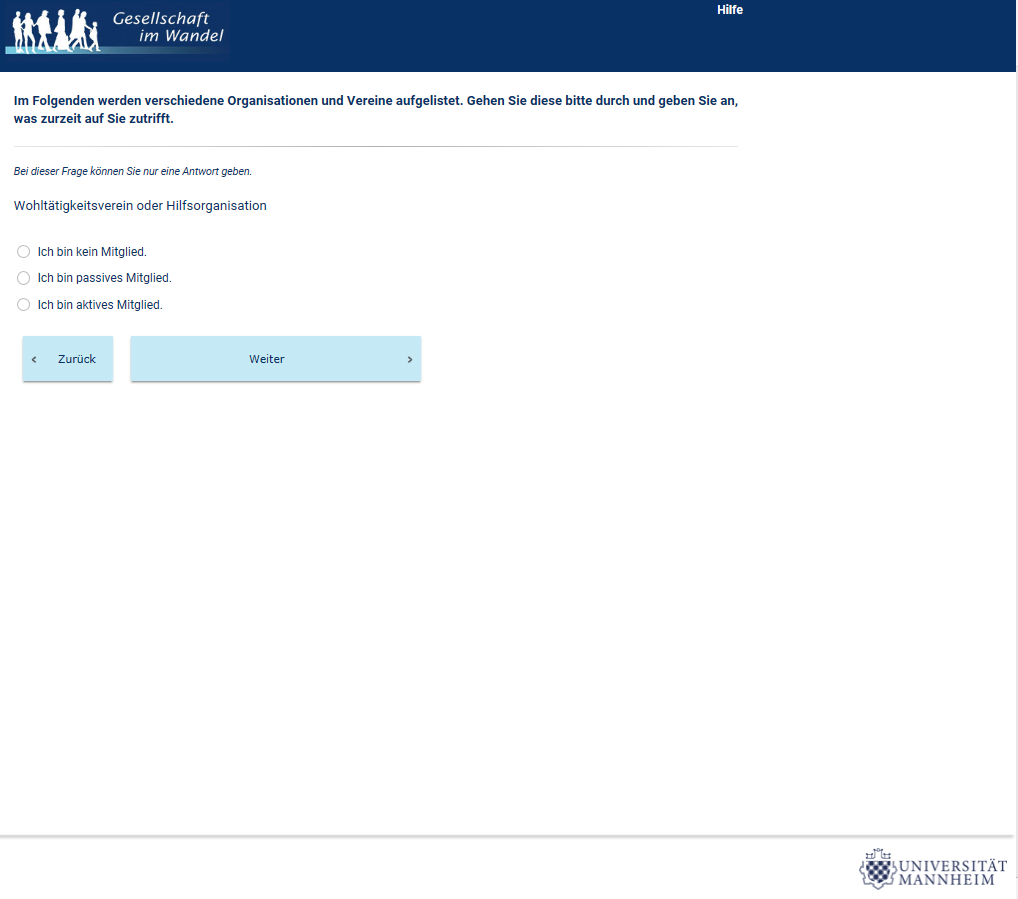 Gesellschaft
im Wandel
Hilfe
Im Folgenden werden verschiedene Organisationen und Vereine aufgelistet. Gehen Sie diese bitte durch und geben Sie an,
was zurzeit auf Sie zutrifft.
Bei dieser Frage können Sie nur eine Antwort geben.
Wohltätigkeitsverein oder Hilfsorganisation
Ich bin kein Mitglied.
Ich bin passives Mitglied.
Ich bin aktives Mitglied.
‹ Zurück
Weiter ›
UNIVERSITÄT
MANNHEIM